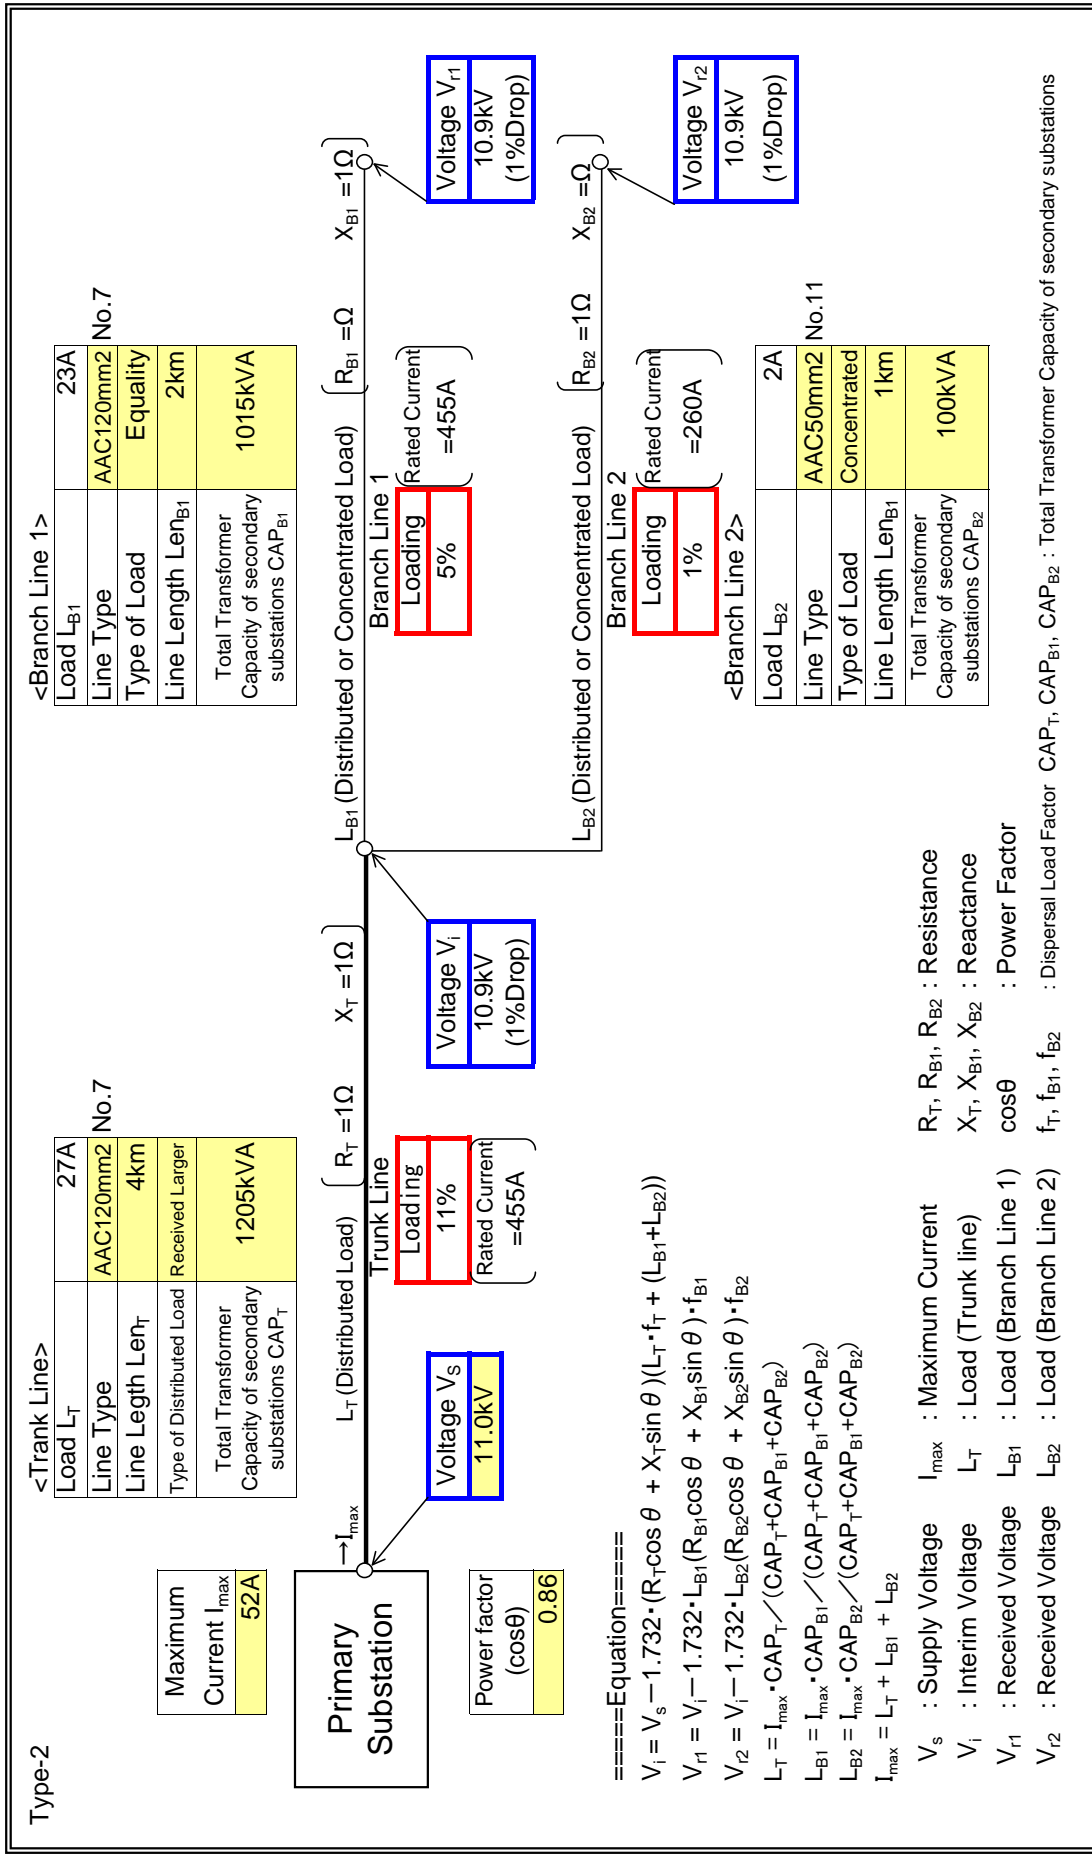 Type-2
Maximum
Current Imax
52A
<Trank Line>
Load LT 27A
Line Type AAC120mm2 No.7
Line Legth LenT 4km
Type of Distributed Load Received Larger
Total Transformer
Capacity of secondary
substations CAPT
1205kVA
<Branch Line 1>
Load LB1 23A
Line Type AAC120mm2 No.7
Type of Load Equality
Line Length LenB1 2km
Total Transformer
Capacity of secondary
substations CAPB1
1015kVA
Primary
Substation
→Imax
LT (Distributed Load)
RT =1Ω XT =1Ω
Trunk Line
Loading
11%
Rated Current
=455A
LB1 (Distributed or Concentrated Load)
RB1 =Ω XB1 =1Ω
Branch Line 1
Loading
5%
Rated Current
=455A
Voltage VS
11.0kV
Voltage Vi
10.9kV
(1%Drop)
Voltage Vr1
10.9kV
(1%Drop)
Power factor
(cosθ)
0.86
LB2 (Distributed or Concentrated Load)
RB2 =1Ω XB2 =Ω
Branch Line 2
Loading
1%
Rated Current
=260A
Voltage Vr2
10.9kV
(1%Drop)
<Branch Line 2>
Load LB2 2A
Line Type AAC50mm2 No.11
Type of Load Concentrated
Line Length LenB1 1km
Total Transformer
Capacity of secondary
substations CAPB2
100kVA
=====Equation=====
Vi = Vs－1.732・(RTcos θ + XTsin θ)(LT・fT + (LB1+LB2))
Vr1 = Vi－1.732・LB1(RB1cos θ + XB1sin θ)・fB1
Vr2 = Vi－1.732・LB2(RB2cos θ + XB2sin θ)・fB2
LT = Imax・CAPT／(CAPT+CAPB1+CAPB2)
LB1 = Imax・CAPB1／(CAPT+CAPB1+CAPB2)
LB2 = Imax・CAPB2／(CAPT+CAPB1+CAPB2)
Imax = LT + LB1 + LB2
Vs : Supply Voltage Imax : Maximum Current RT, RB1, RB2 : Resistance
Vi : Interim Voltage LT : Load (Trunk line) XT, XB1, XB2 : Reactance
Vr1 : Received Voltage LB1 : Load (Branch Line 1) cosθ : Power Factor
Vr2 : Received Voltage LB2 : Load (Branch Line 2) fT, fB1, fB2 : Dispersal Load Factor CAPT, CAPB1, CAPB2 : Total Transformer Capacity of secondary substations